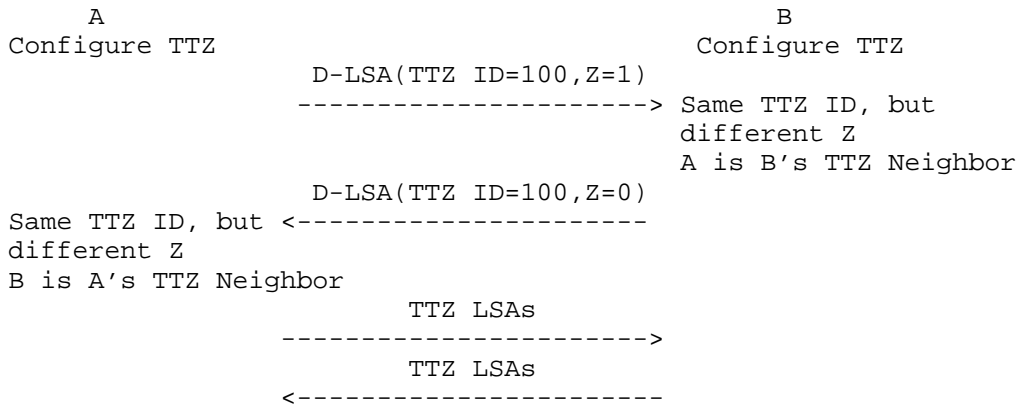 A B
Configure TTZ Configure TTZ
D-LSA(TTZ ID=100,Z=1)
----------------------> Same TTZ ID, but
different Z
A is B's TTZ Neighbor
D-LSA(TTZ ID=100,Z=0)
Same TTZ ID, but <----------------------
different Z
B is A's TTZ Neighbor
TTZ LSAs
----------------------->
TTZ LSAs
<-----------------------